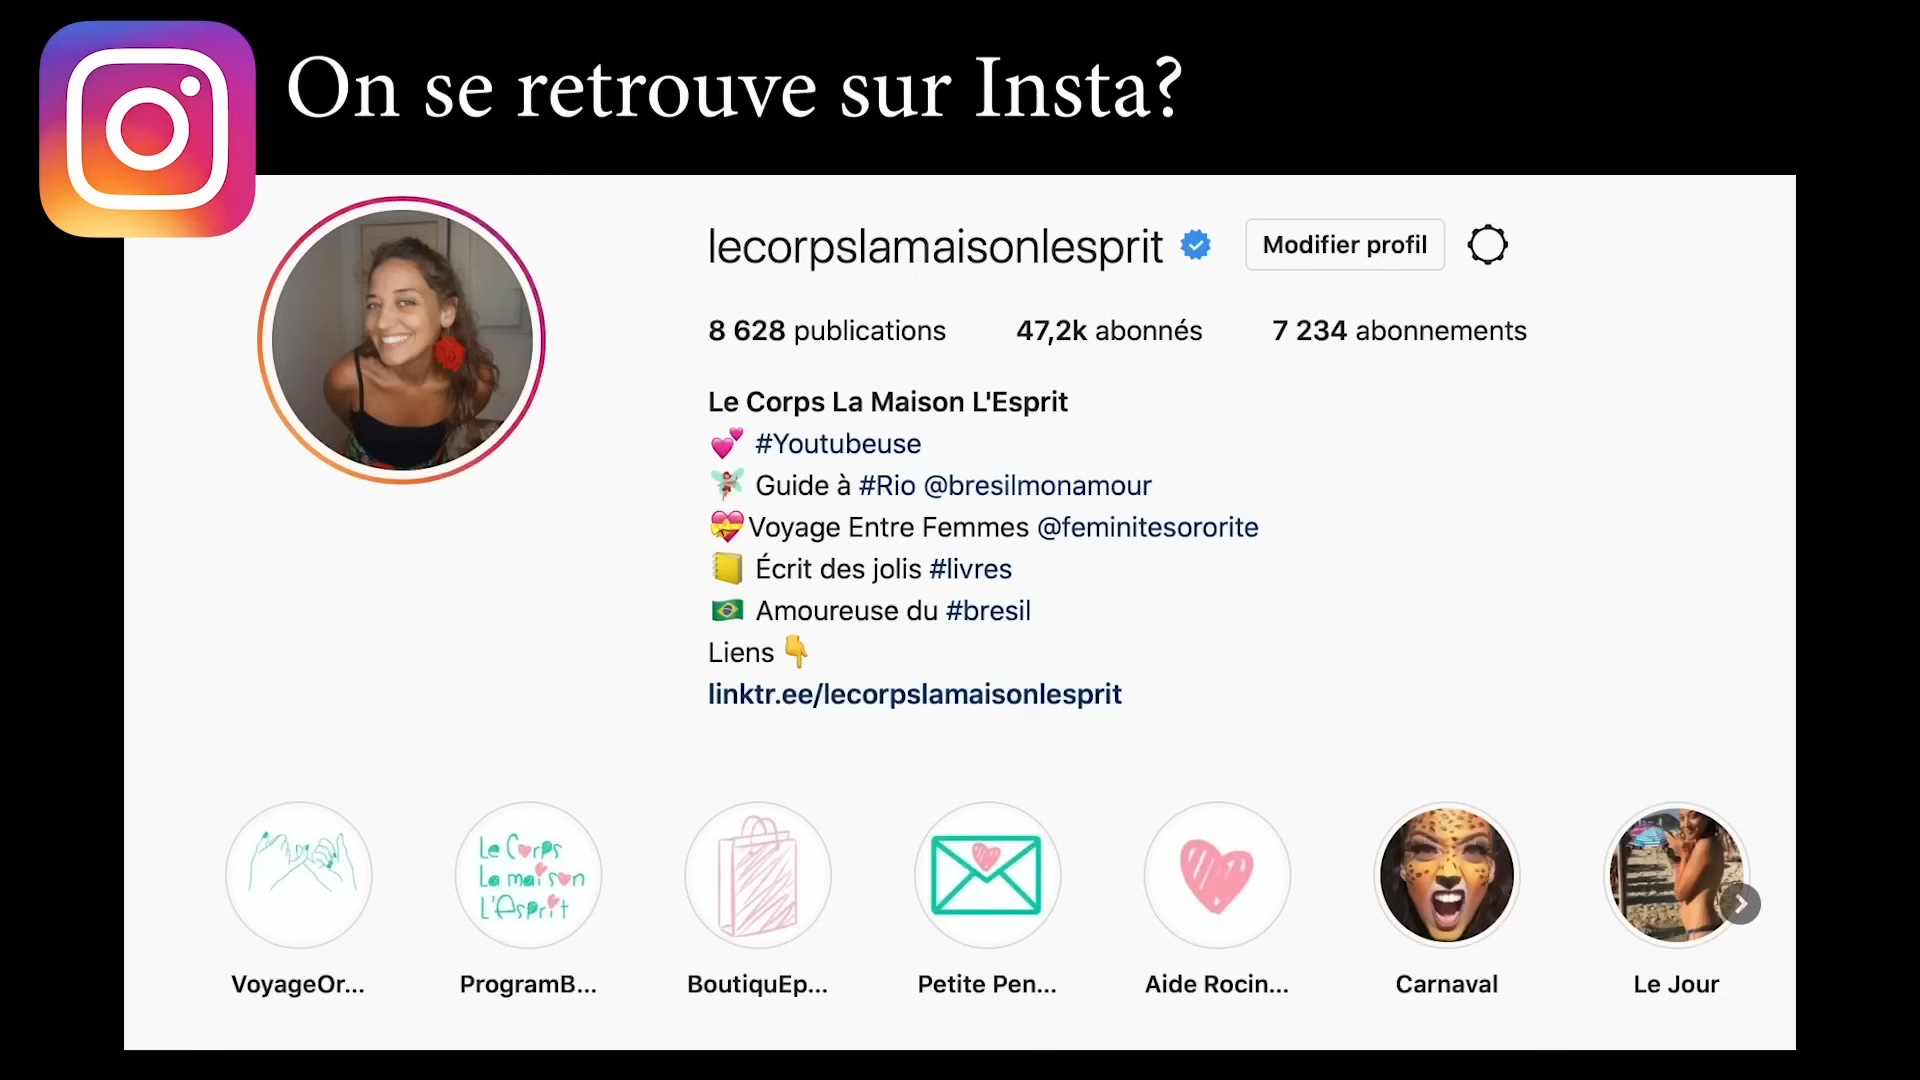 On se retrouve sur Insta?
lecorpslamaisonlesprit Modifier profil
8 628 publications 47,2k abonnés 7 234 abonnements
Le Corps La Maison L'Esprit
#Youtubeuse
Guide à #Rio @bresilmonamour
Voyage Entre Femmes @feminitesororite
Écrit des jolis #livres
Amoureuse du #bresil
Liens
linktr.ee/lecorpslamaisonlesprit
Le Corps
La maison
L'Esprit
VoyageOr... ProgramB... BoutiquEp... Petite Pen... Aide Rocin... Carnaval Le Jour